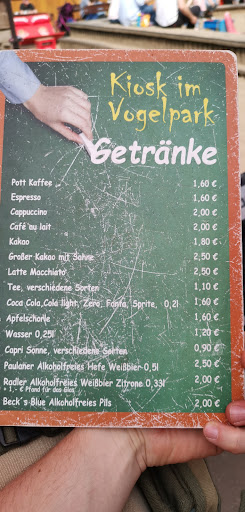 Kiosk im
Vogelpark
Getränke
Pott Kaffee 1,60 €
Espresso 1,60 €
Cappuccino 2,00 €
Café au lait 2,00 €
Kakao 1,80 €
Großer Kakao mit Sahne 2,50 €
Latte Macchiato 2,50 €
Tee, verschiedene Sorten 1,10 €
Coca Cola,Cola light, Zero, Fanta, Sprite, 0,2l 1,60 €
Apfelschorle 1,60 €
Wasser 0,25l 1,20 €
Capri Sonne, verschiedene Sorten 0,90 €
Paulaner Alkoholfreies Hefe Weißbier 0,5l 2,50 €
Radler Alkoholfreies Weißbier Zitrone 0,33l 2,00 €
+ 1,- € Pfand für das Glas
Beck´s Blue Alkoholfreies Pils 2,00 €